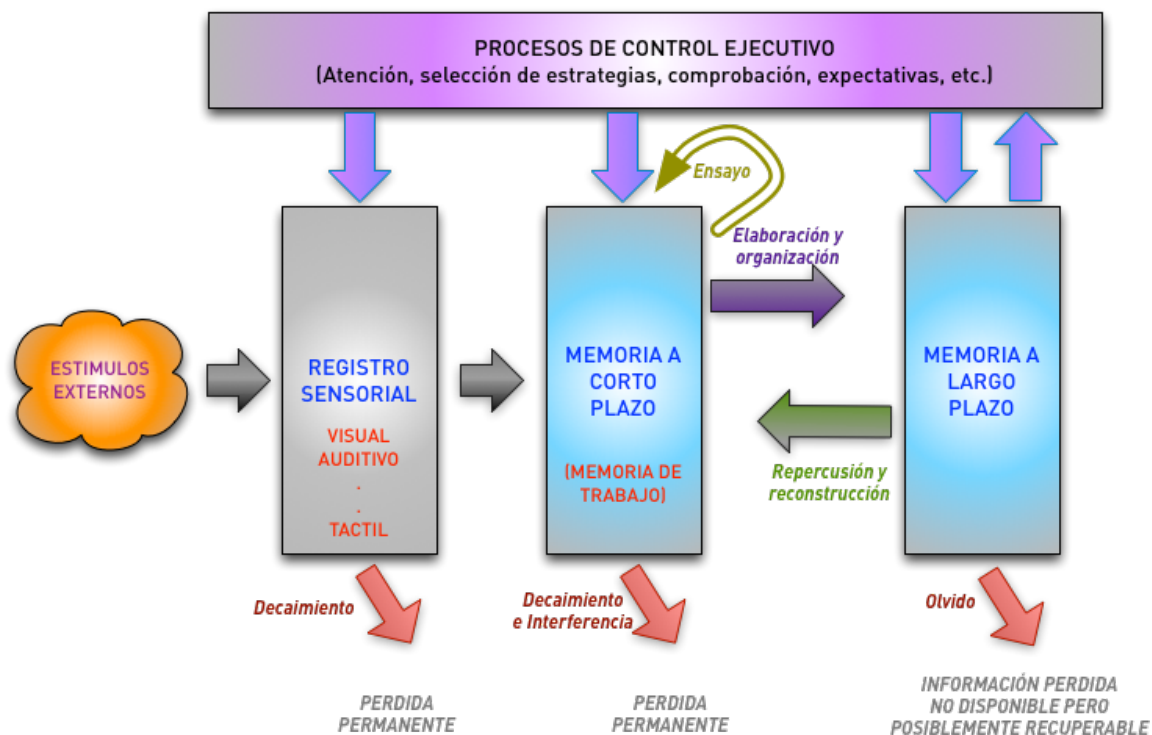 PROCESOS DE CONTROL EJECUTIVO
(Atención, selección de estrategias, comprobación, expectativas, etc.)
Ensayo
Elaboración y
organización
ESTIMULOS
EXTERNOS
REGISTRO
SENSORIAL
VISUAL
AUDITIVO
.
.
TACTIL
MEMORIA A
CORTO
PLAZO
(MEMORIA DE
TRABAJO)
MEMORIA A
LARGO
PLAZO
Repercusión y
reconstrucción
Decaimiento
Decaimiento
e Interferencia
Olvido
PERDIDA
PERMANENTE
PERDIDA
PERMANENTE
INFORMACIÓN PERDIDA
NO DISPONIBLE PERO
POSIBLEMENTE RECUPERABLE